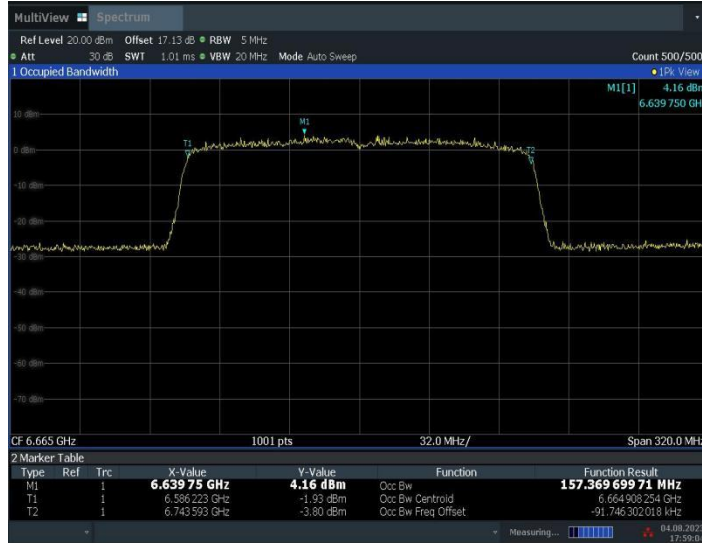 MultiView Spectrum
Ref Level 20.00 dBm Offset 17.13 dB RBW 5 MHz
Att 30 dB SWT 1.01 ms VBW 20 MHz Mode Auto Sweep Count 500/500
1 Occupied Bandwidth 1Pk View
M1[1] 4.16 dBm
6.639 750 GH
10 dBm
M1
T1
T2
0 dBm
-10 dBm
-20 dBm
-30 dBm
-40 dBm
-50 dBm
-60 dBm
-70 dBm
CF 6.665 GHz 1001 pts 32.0 MHz/ Span 320.0 MHz
2 Marker Table
Type Ref Trc X-Value Y-Value Function Function Result
M1 1 6.639 75 GHz 4.16 dBm Occ Bw 157.369 699 71 MHz
T1 1 6.586 223 GHz -1.93 dBm Occ Bw Centroid 6.664 908 254 GHz
T2 1 6.743 593 GHz -3.80 dBm Occ Bw Freq Offset -91.746 302 018 kHz
Measuring... 04.08.202
17:59:0